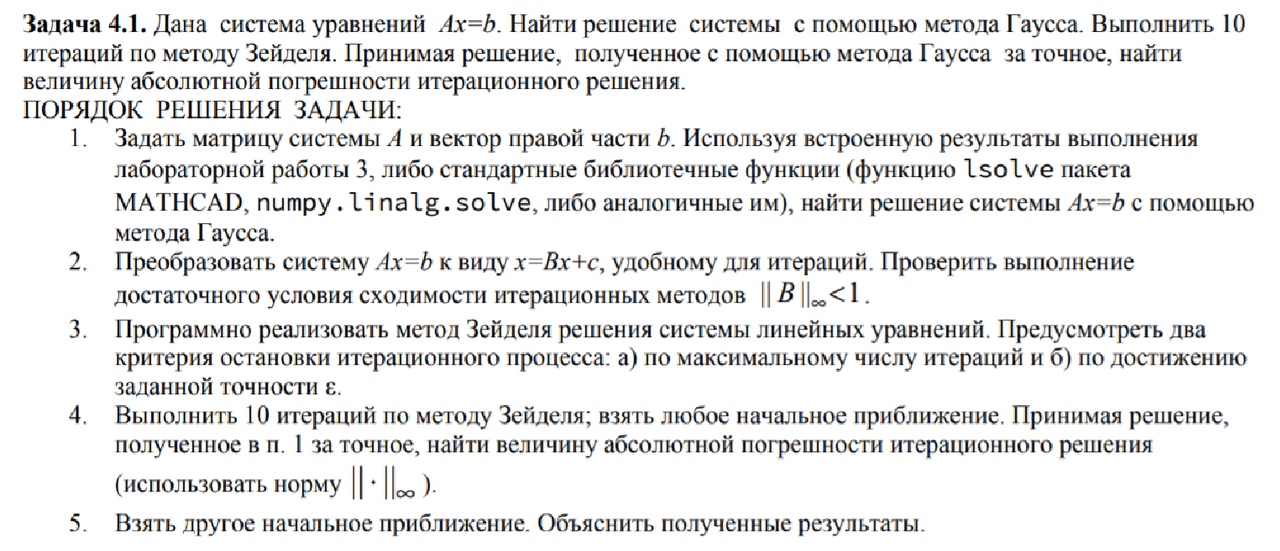 Задача 4.1. Дана система уравнений Ax=b. Найти решение системы с помощью метода Гаусса. Выполнить 10
итераций по методу Зейделя. Принимая решение, полученное с помощью метода Гаусса за точное, найти
величину абсолютной погрешности итерационного решения.
ПОРЯДОК РЕШЕНИЯ ЗАДАЧИ:
1. Задать матрицу системы A и вектор правой части b. Используя встроенную результаты выполнения
лабораторной работы 3, либо стандартные библиотечные функции (функцию lsolve пакета
MATHCAD, numpy.linalg.solve, либо аналогичные им), найти решение системы Ax=b с помощью
метода Гаусса.
2. Преобразовать систему Ax=b к виду x=Bx+c, удобному для итераций. Проверить выполнение
достаточного условия сходимости итерационных методов || B ||∞<1.
3. Программно реализовать метод Зейделя решения системы линейных уравнений. Предусмотреть два
критерия остановки итерационного процесса: а) по максимальному числу итераций и б) по достижению
заданной точности ε.
4. Выполнить 10 итераций по методу Зейделя; взять любое начальное приближение. Принимая решение,
полученное в п. 1 за точное, найти величину абсолютной погрешности итерационного решения
(использовать норму || · ||∞ ).
5. Взять другое начальное приближение. Объяснить полученные результаты.